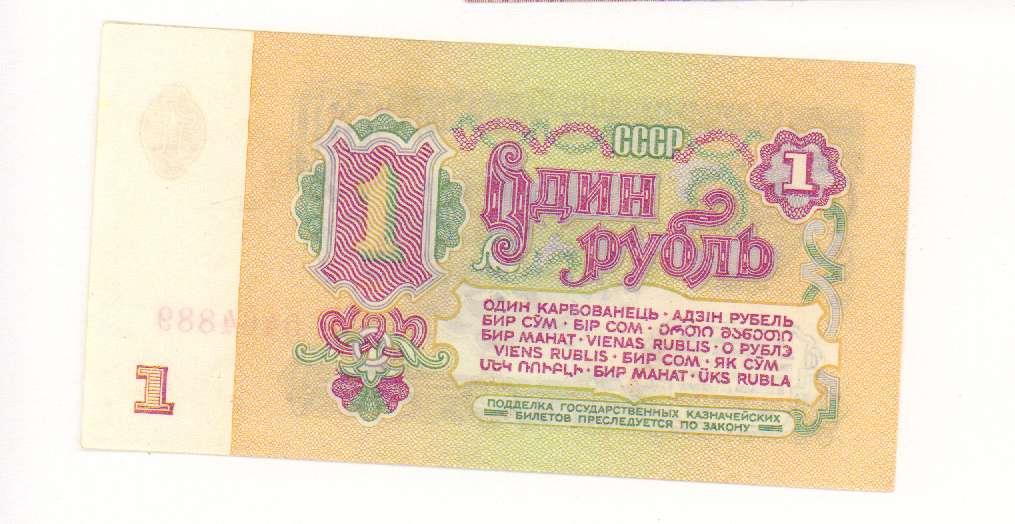 СССР
1
Один
рубль
1
ОДИН КАРБОВАНЕЦЬ · АДЗІН РУБЕЛЬ
БИР СЎМ · БІР СОМ · ᲔᲠᲗᲘ ᲛᲐᲜᲔᲗᲘ
БИР МАНАТ · VIENAS RUBLIS · О РУБЛЭ
VIENS RUBLIS · БИР СОМ · ЯК СӮМ
ՄԵԿ ՌՈՒԲԼԻ · БИР МАНАТ · ÜKS RUBLA
ПОДДЕЛКА ГОСУДАРСТВЕННЫХ КАЗНАЧЕЙСКИХ
БИЛЕТОВ ПРЕСЛЕДУЕТСЯ ПО ЗАКОНУ
1